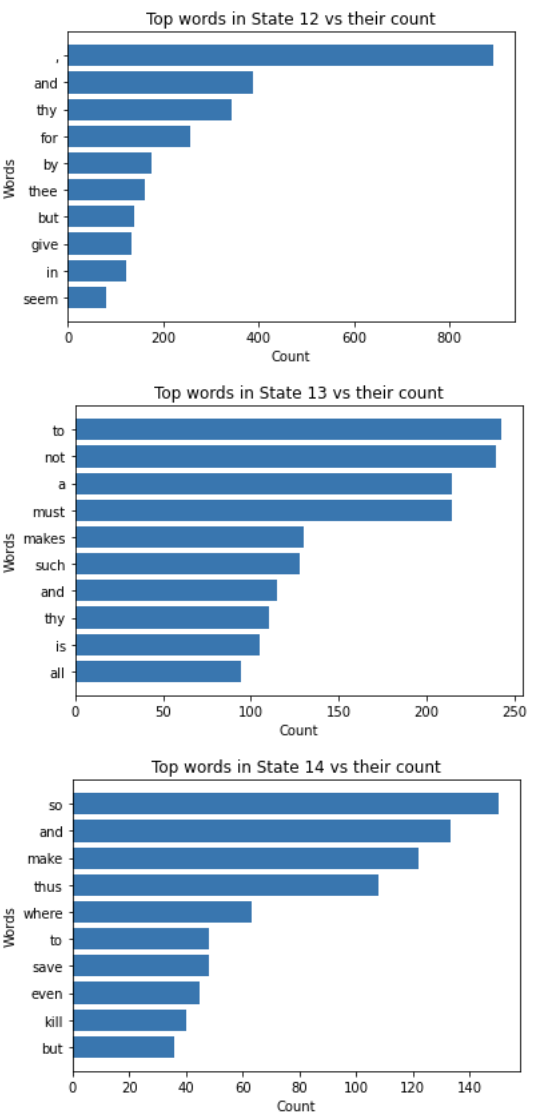 Top words in State 12 vs their count
,
and
thy
for
by
thee
but
give
in
seem
Words
0 200 400 600 800
Count
Top words in State 13 vs their count
to
not
a
must
makes
such
and
thy
is
all
Words
0 50 100 150 200 250
Count
Top words in State 14 vs their count
so
and
make
thus
where
to
save
even
kill
but
Words
0 20 40 60 80 100 120 140
Count